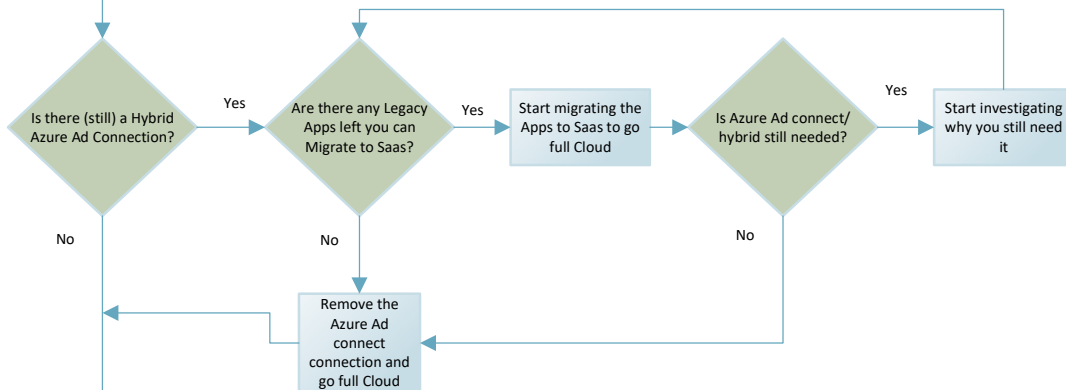 Is there (still) a Hybrid
Azure Ad Connection?
Yes
Are there any Legacy
Apps left you can
Migrate to Saas?
Yes
Start migrating the
Apps to Saas to go
full Cloud
Is Azure Ad connect/
hybrid still needed?
Yes
Start investigating
why you still need
it
No
No
No
Remove the
Azure Ad
connect
connection and
go full Cloud